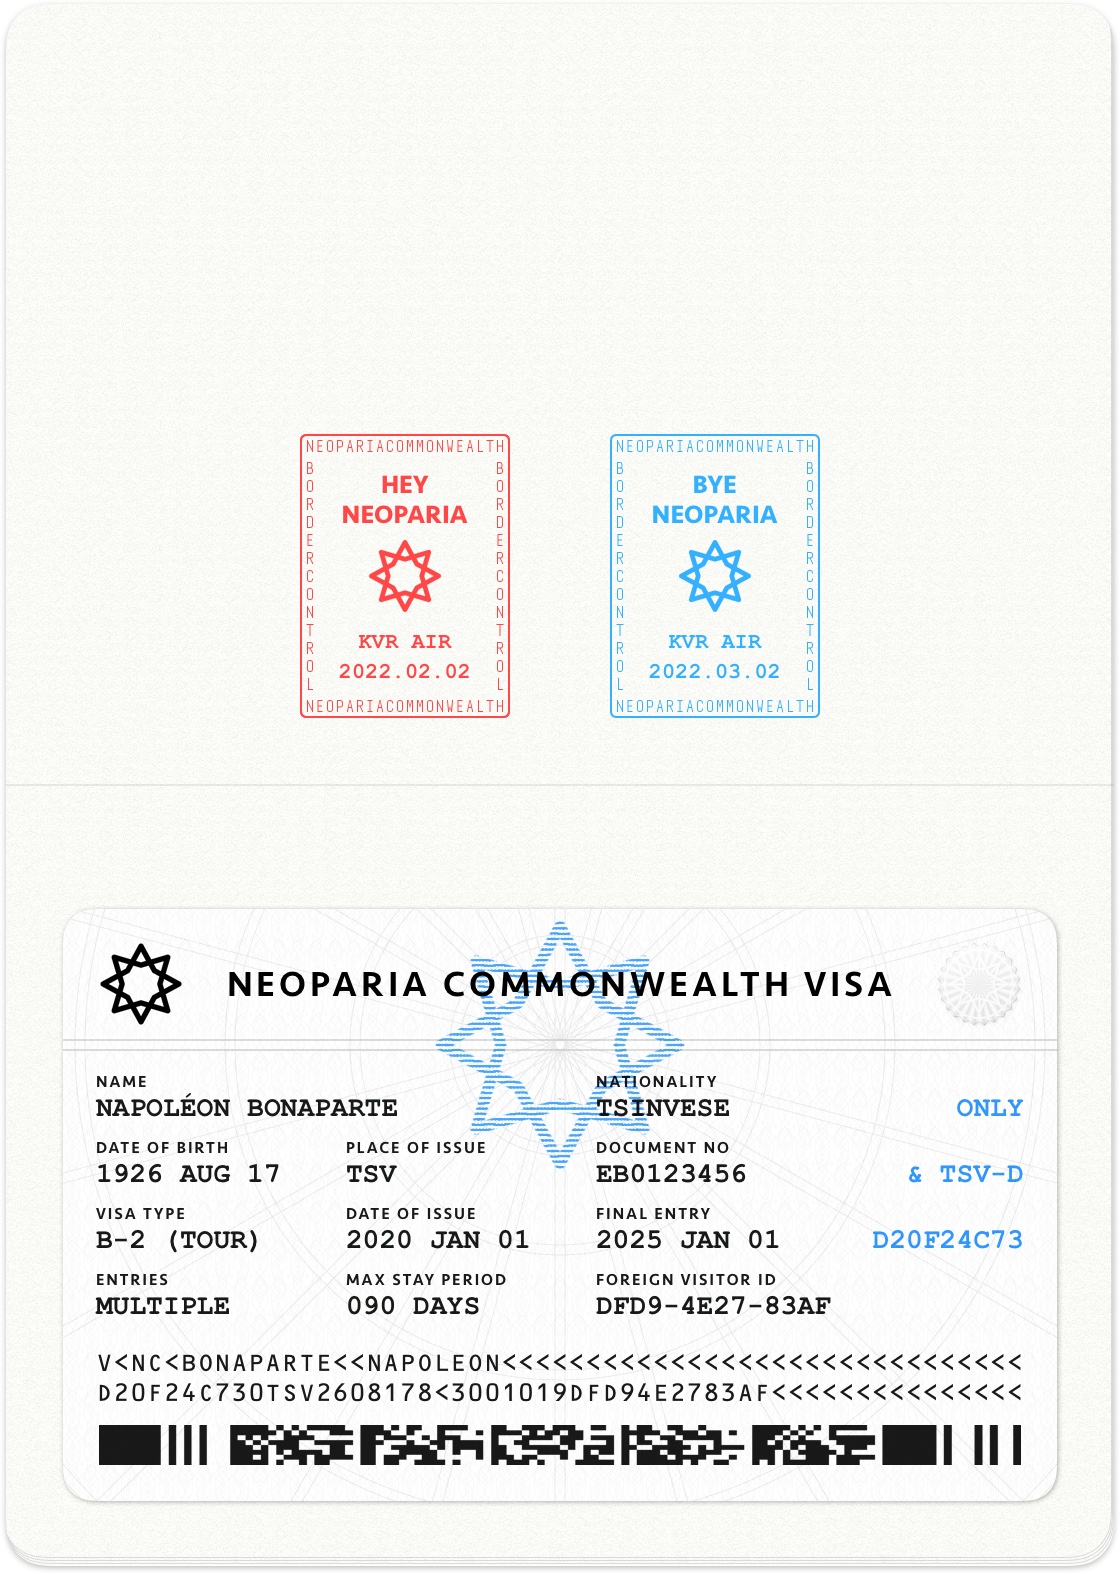 NEOPARIACOMMONWEALTH
BORDERCONTROL
HEY
NEOPARIA
KVR AIR
2022.02.02
BORDERCONTROL
NEOPARIACOMMONWEALTH
NEOPARIACOMMONWEALTH
BORDERCONTROL
BYE
NEOPARIA
KVR AIR
2022.03.02
BORDERCONTROL
NEOPARIACOMMONWEALTH
NEOPARIA COMMONWEALTH VISA
NAME
NAPOLÉON BONAPARTE
NATIONALITY
TSINVESE
ONLY
DATE OF BIRTH
1926 AUG 17
PLACE OF ISSUE
TSV
DOCUMENT NO
EB0123456
& TSV-D
VISA TYPE
B-2 (TOUR)
DATE OF ISSUE
2020 JAN 01
FINAL ENTRY
2025 JAN 01
D20F24C73
ENTRIES
MULTIPLE
MAX STAY PERIOD
090 DAYS
FOREIGN VISITOR ID
DFD9-4E27-83AF
V<NC<BONAPARTE<<NAPOLEON<<<<<<<<<<<<<<<<<<<<<<<<<<<<<<<
D20F24C730TSV2608178<3001019DFD94E2783AF<<<<<<<<<<<<<<<